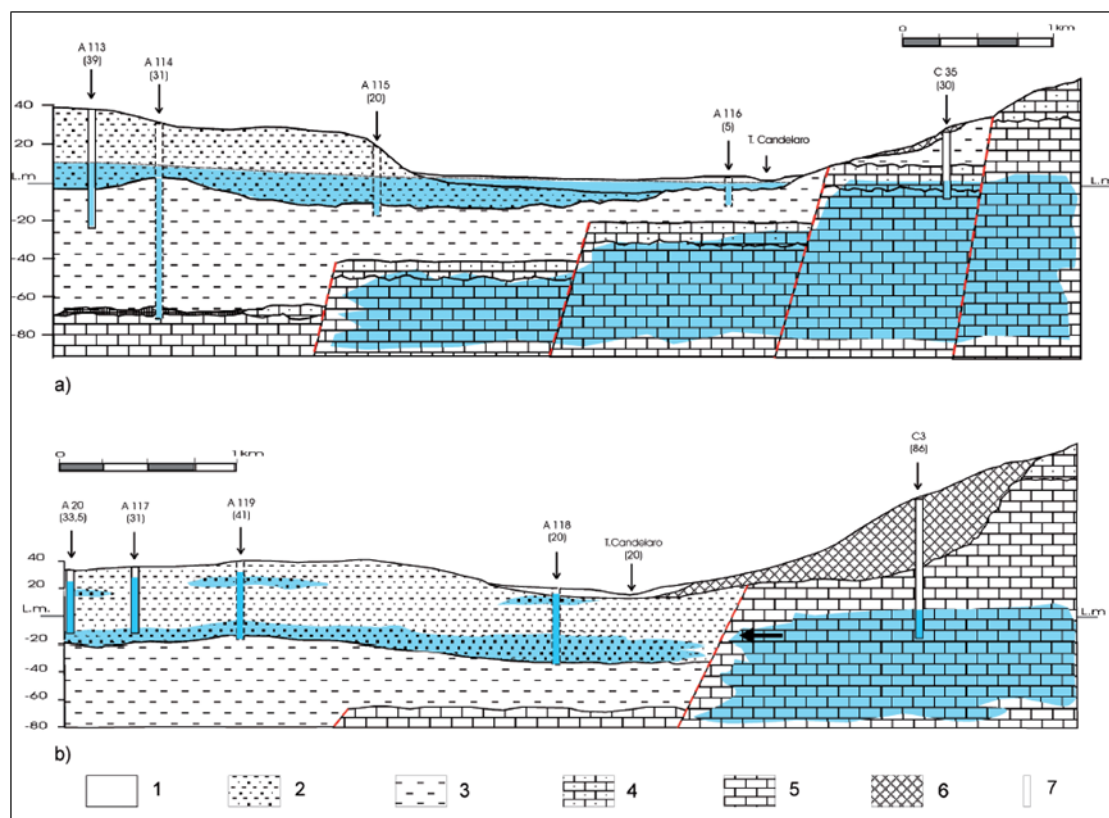 0 1 km
A 113 A 114 A 115 A 116 T. Candelaro C 35
(39) (31) (20) (5) (30)
40
20
L.m L.m
-20
-40
-60
-80
a)
0 1 km
A 20 A 117 A 119 A 118 T.Candelaro C3
(33,5) (31) (41) (20) (20) (86)
40
20
L.m. L.m.
-20
-40
-60
-80
b)
1 2 3 4 5 6 7